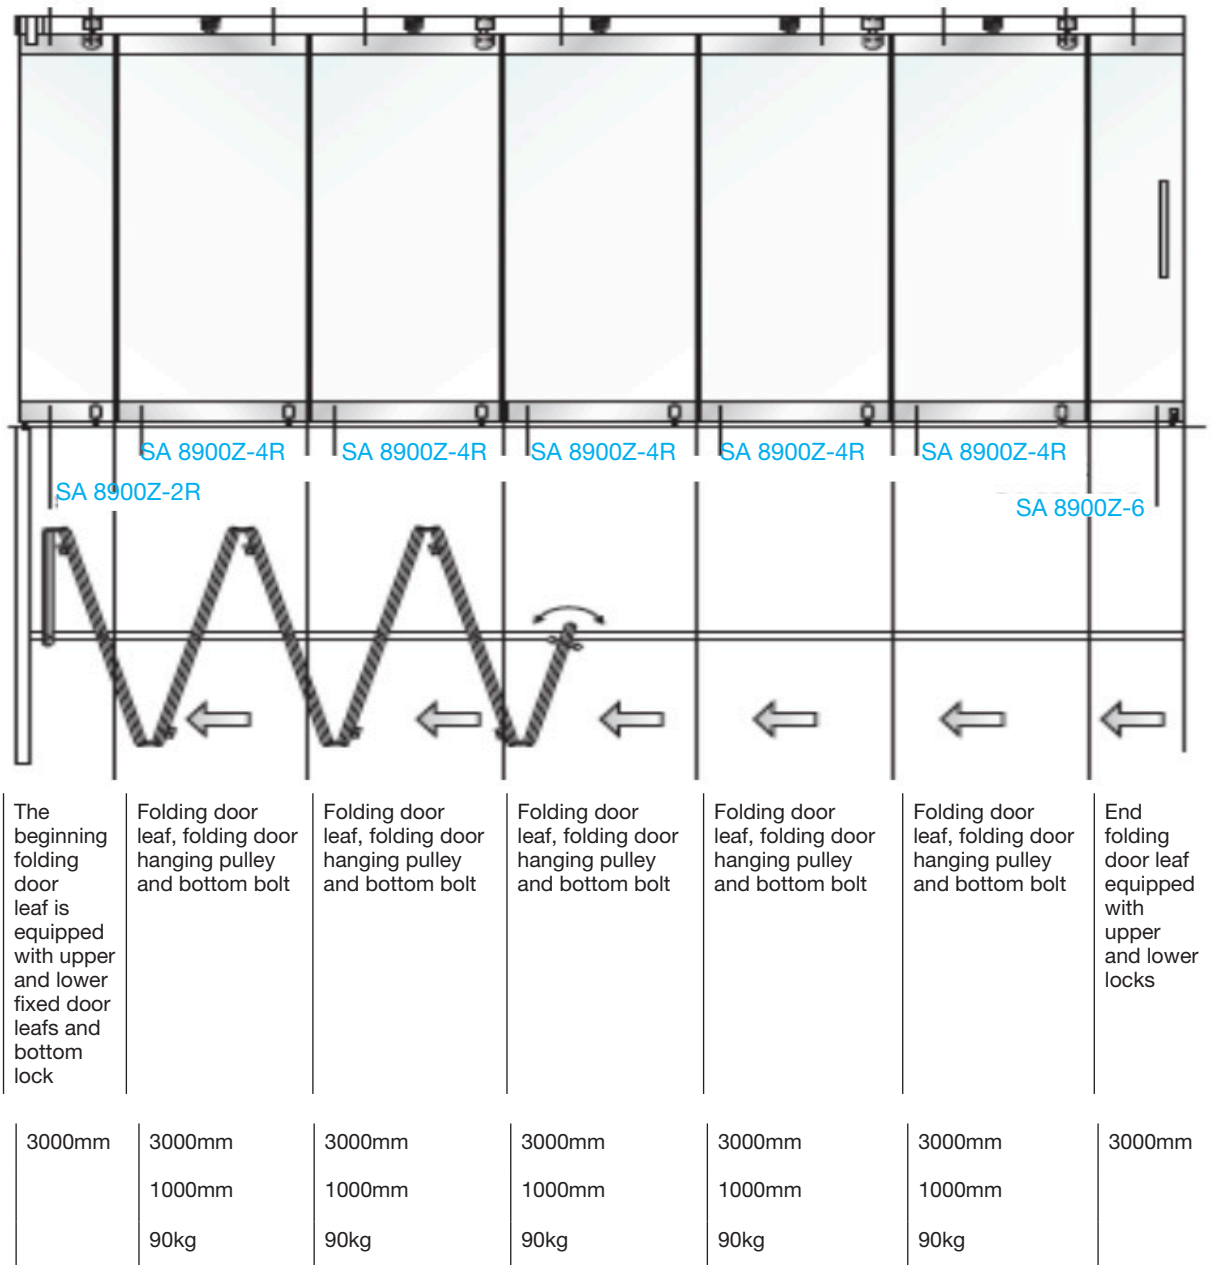 SA 8900Z-4R
SA 8900Z-4R
SA 8900Z-4R
SA 8900Z-4R
SA 8900Z-4R
SA 8900Z-2R
SA 8900Z-6
The
beginning
folding
door
leaf is
equipped
with upper
and lower
fixed door
leafs and
bottom
lock
Folding door
leaf, folding door
hanging pulley
and bottom bolt
Folding door
leaf, folding door
hanging pulley
and bottom bolt
Folding door
leaf, folding door
hanging pulley
and bottom bolt
Folding door
leaf, folding door
hanging pulley
and bottom bolt
Folding door
leaf, folding door
hanging pulley
and bottom bolt
End
folding
door leaf
equipped
with
upper
and lower
locks
3000mm 3000mm 3000mm 3000mm 3000mm 3000mm 3000mm
1000mm 1000mm 1000mm 1000mm 1000mm
90kg 90kg 90kg 90kg 90kg